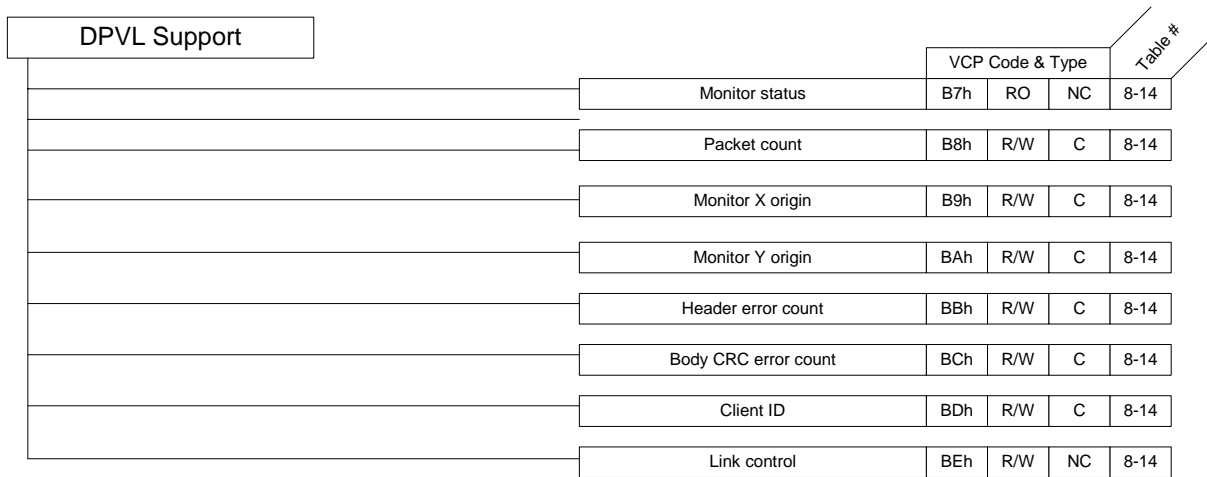 DPVL Support
VCP Code & Type Table #
Monitor status B7h RO NC 8-14
Packet count B8h R/W C 8-14
Monitor X origin B9h R/W C 8-14
Monitor Y origin BAh R/W C 8-14
Header error count BBh R/W C 8-14
Body CRC error count BCh R/W C 8-14
Client ID BDh R/W C 8-14
Link control BEh R/W NC 8-14